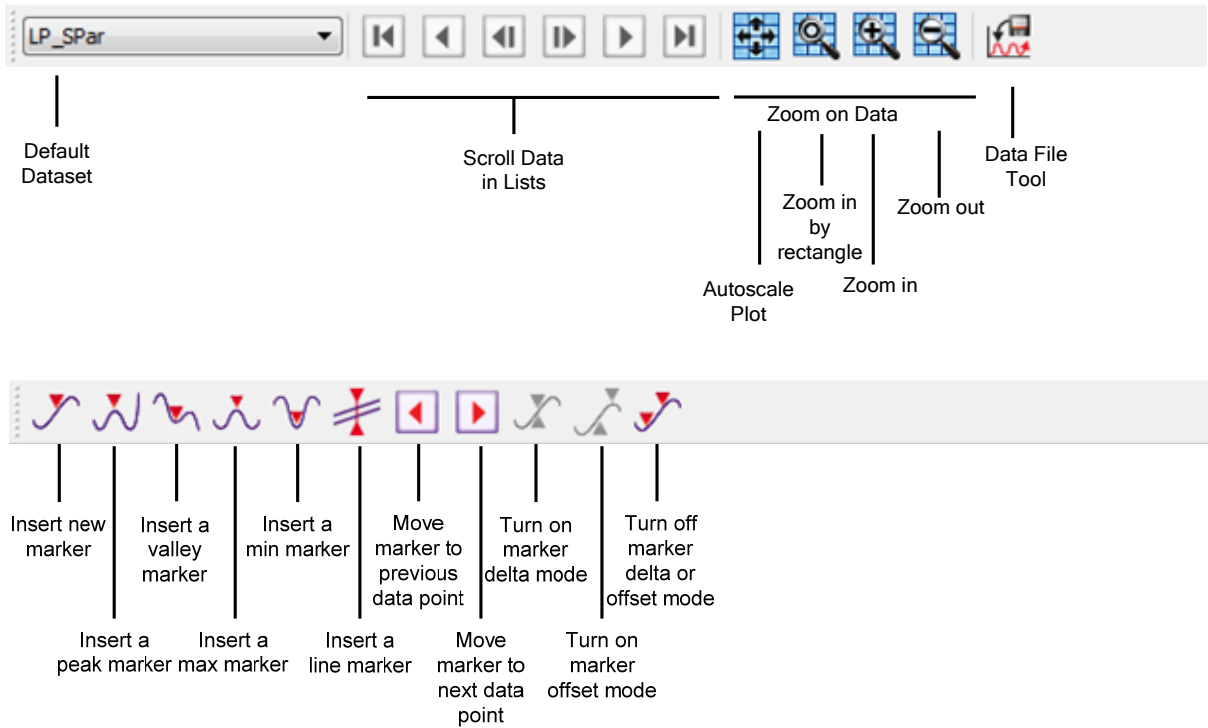 LP_SPar
Default
Dataset
Scroll Data
in Lists
Zoom on Data
Autoscale
Plot
Zoom in
by
rectangle
Zoom in
Zoom out
Data File
Tool
Insert new
marker
Insert a
peak marker
Insert a
valley
marker
Insert a
max marker
Insert a
min marker
Insert a
line marker
Move
marker to
previous
data point
Move
marker to
next data
point
Turn on
marker
delta mode
Turn on
marker
offset mode
Turn off
marker
delta or
offset mode